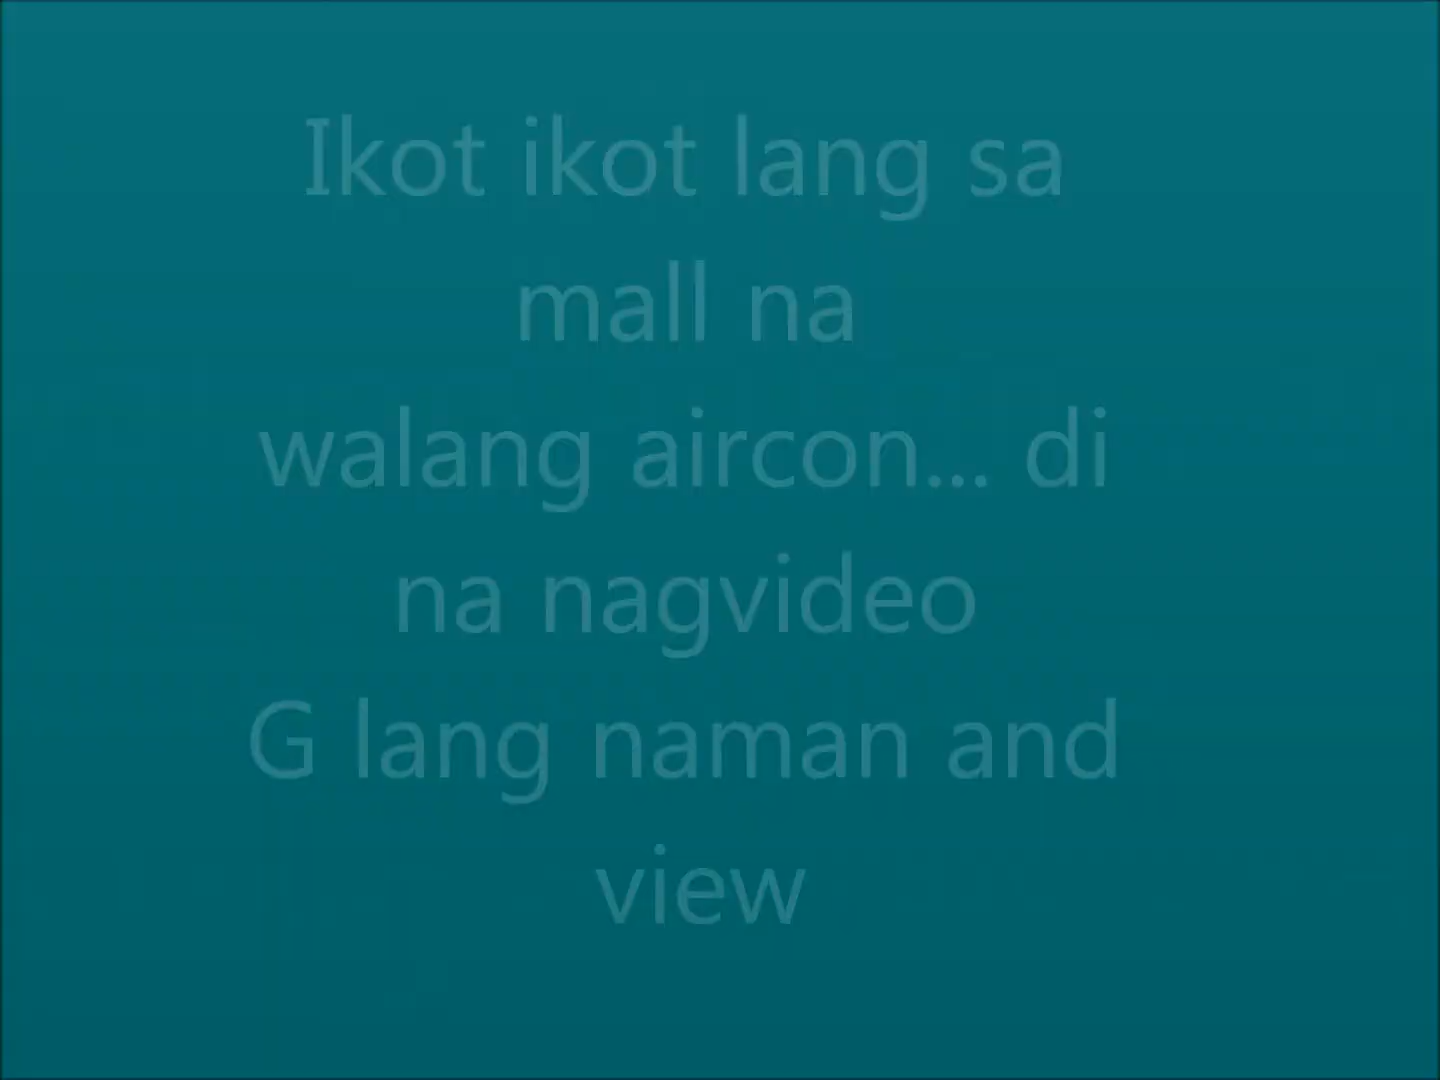 Ikot ikot lang sa
mall na
walang aircon... di
na nagvideo
G lang naman and
view